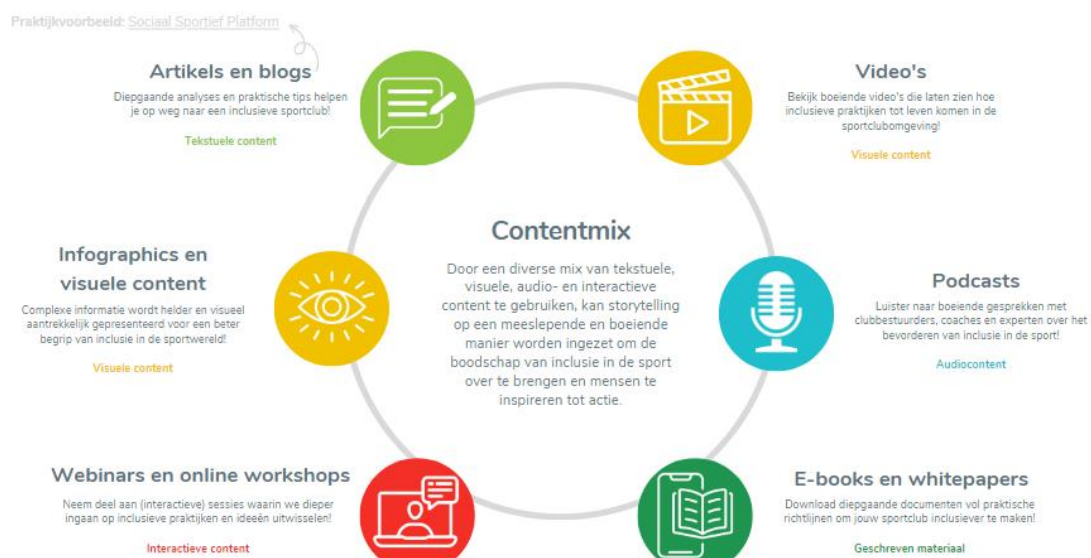 Praktijkvoorbeeld: Sociaal Sportief Platform
Artikels en blogs
Diepgaande analyses en praktische tips helpen
je op weg naar een inclusieve sportclub!
Tekstuele content
Video's
Bekijk boeiende video's die laten zien hoe
inclusieve praktijken tot leven komen in de
sportclubomgeving!
Visuele content
Infographics en
visuele content
Complexe informatie wordt helder en visueel
aantrekkelijk gepresenteerd voor een beter
begrip van inclusie in de sportwereld!
Visuele content
Contentmix
Door een diverse mix van tekstuele,
visuele, audio- en interactieve
content te gebruiken, kan storytelling
op een meeslepende en boeiende
manier worden ingezet om de
boodschap van inclusie in de sport
over te brengen en mensen te
inspireren tot actie.
Podcasts
Luister naar boeiende gesprekken met
clubbestuurders, coaches en experten over het
bevorderen van inclusie in de sport!
Audiocontent
Webinars en online workshops
Neem deel aan (interactieve) sessies waarin we dieper
ingaan op inclusieve praktijken en ideeën uitwisselen!
Interactieve content
E-books en whitepapers
Download diepgaande documenten vol praktische
richtlijnen om jouw sportclub inclusiever te maken!
Geschreven materiaal